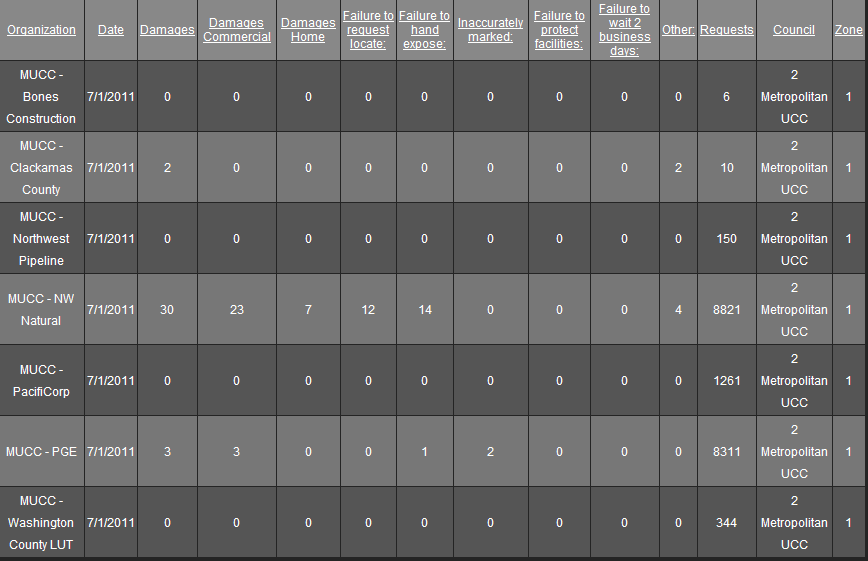 Organization Date Damages Damages Commercial Damages Home Failure to request locate: Failure to hand expose: Inaccurately marked: Failure to protect facilities: Failure to wait 2 business days: Other: Requests Council Zone
MUCC - Bones Construction 7/1/2011 0 0 0 0 0 0 0 0 0 6 2 Metropolitan UCC 1
MUCC - Clackamas County 7/1/2011 2 0 0 0 0 0 0 0 2 10 2 Metropolitan UCC 1
MUCC - Northwest Pipeline 7/1/2011 0 0 0 0 0 0 0 0 0 150 2 Metropolitan UCC 1
MUCC - NW Natural 7/1/2011 30 23 7 12 14 0 0 0 4 8821 2 Metropolitan UCC 1
MUCC - PacifiCorp 7/1/2011 0 0 0 0 0 0 0 0 0 1261 2 Metropolitan UCC 1
MUCC - PGE 7/1/2011 3 3 0 0 1 2 0 0 0 8311 2 Metropolitan UCC 1
MUCC - Washington County LUT 7/1/2011 0 0 0 0 0 0 0 0 0 344 2 Metropolitan UCC 1